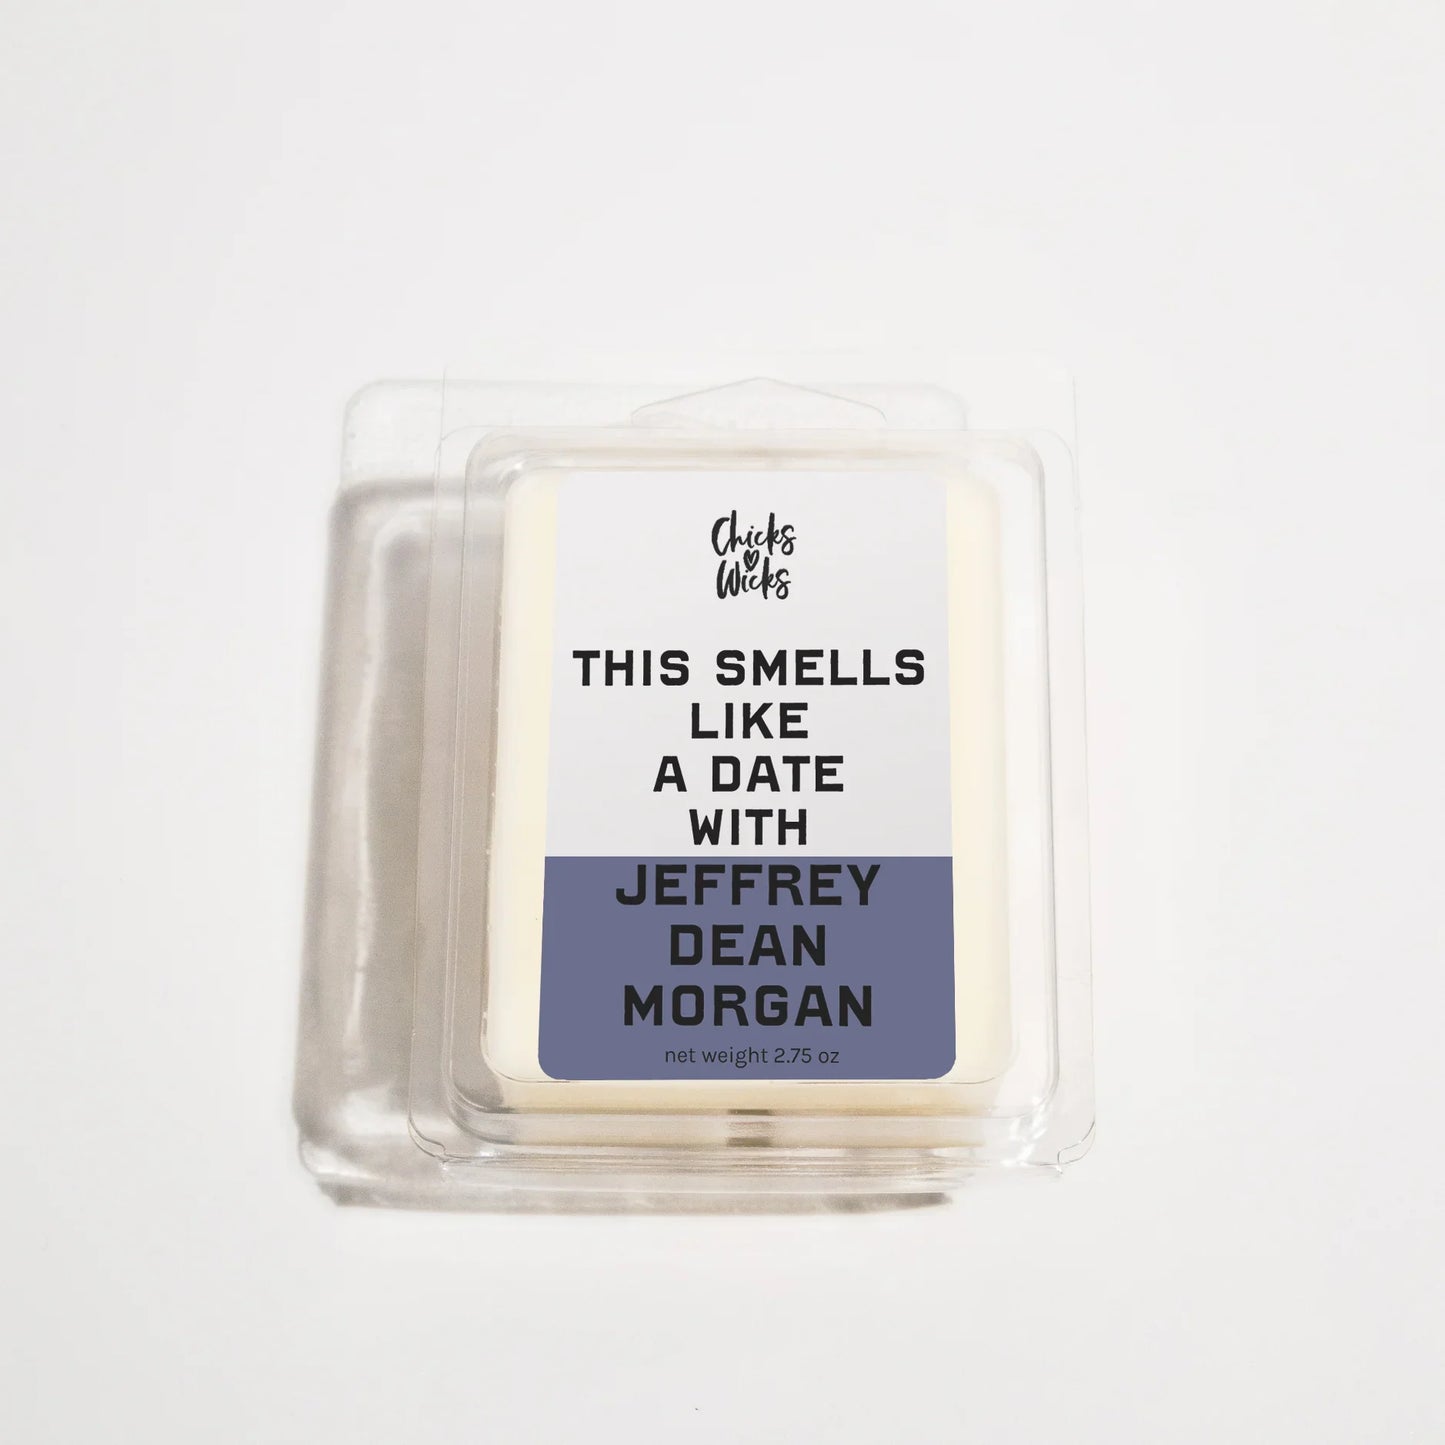 Chicks
Wicks
THIS SMELLS
LIKE
A DATE
WITH
JEFFREY
DEAN
MORGAN
net weight 2.75 oz